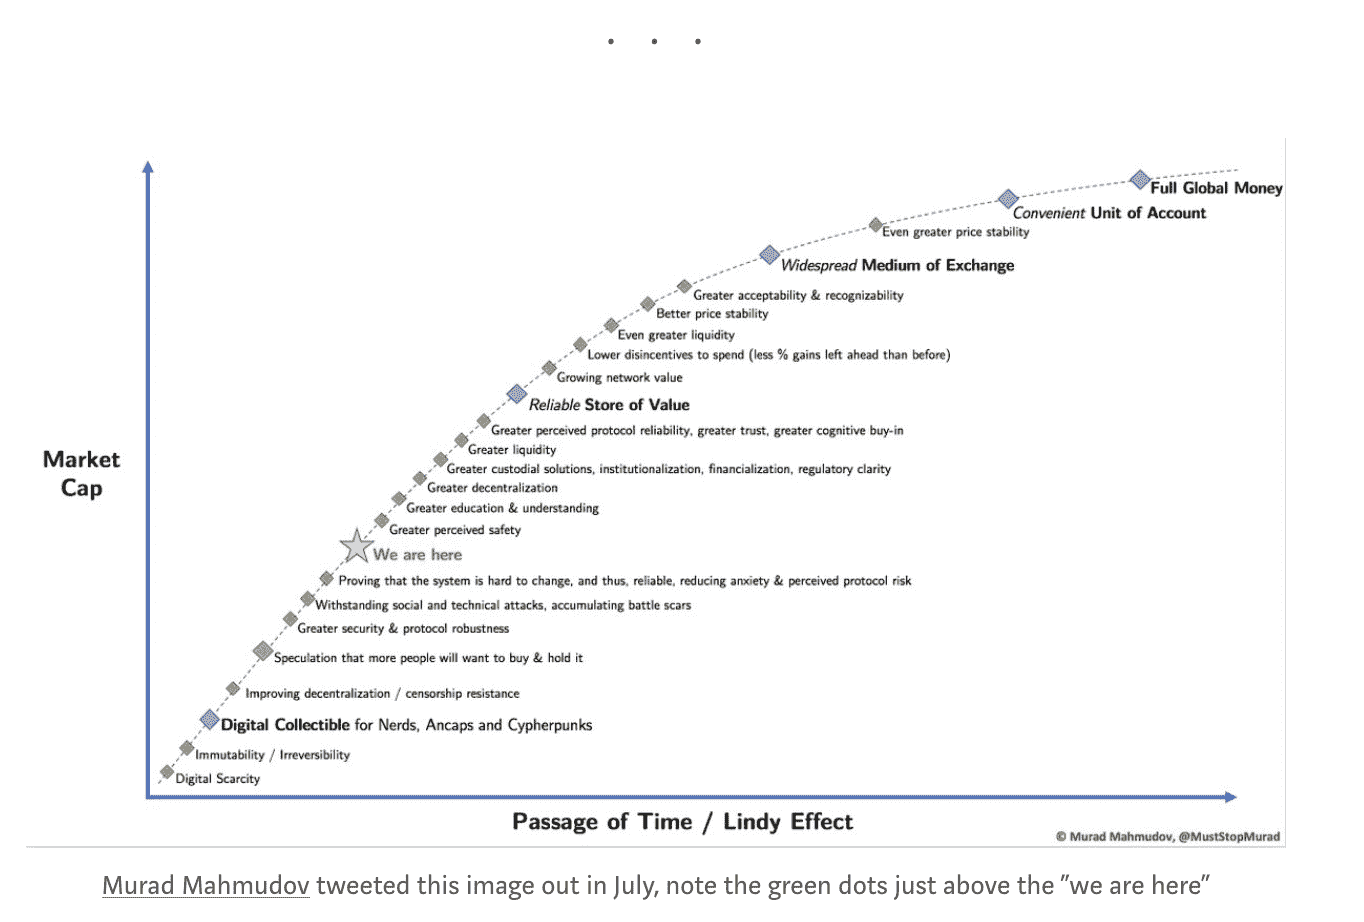 . . .
Full Global Money
Convenient Unit of Account
Even greater price stability
Widespread Medium of Exchange
Greater acceptability & recognizability
Better price stability
Even greater liquidity
Lower disincentives to spend (less % gains left ahead than before)
Growing network value
Reliable Store of Value
Greater perceived protocol reliability, greater trust, greater cognitive buy-in
Greater liquidity
Market
Cap
Greater custodial solutions, institutionalization, financialization, regulatory clarity
Greater decentralization
Greater education & understanding
Greater perceived safety
We are here
Proving that the system is hard to change, and thus, reliable, reducing anxiety & perceived protocol risk
Withstanding social and technical attacks, accumulating battle scars
Greater security & protocol robustness
Speculation that more people will want to buy & hold it
Improving decentralization / censorship resistance
Digital Collectible for Nerds, Ancaps and Cypherpunks
Immutability / Irreversibility
Digital Scarcity
Passage of Time / Lindy Effect
© Murad Mahmudov, @MustStopMurad
Murad Mahmudov tweeted this image out in July, note the green dots just above the ”we are here”